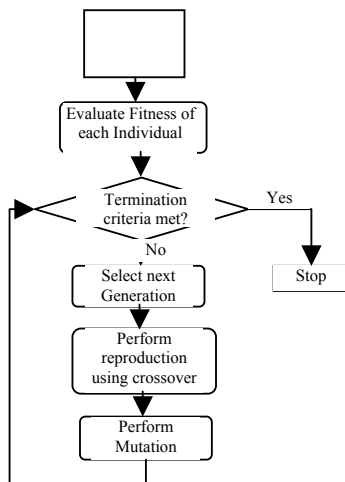 Evaluate Fitness of
each Individual
Termination
criteria met?
Yes
No
Stop
Select next
Generation
Perform
reproduction
using crossover
Perform
Mutation